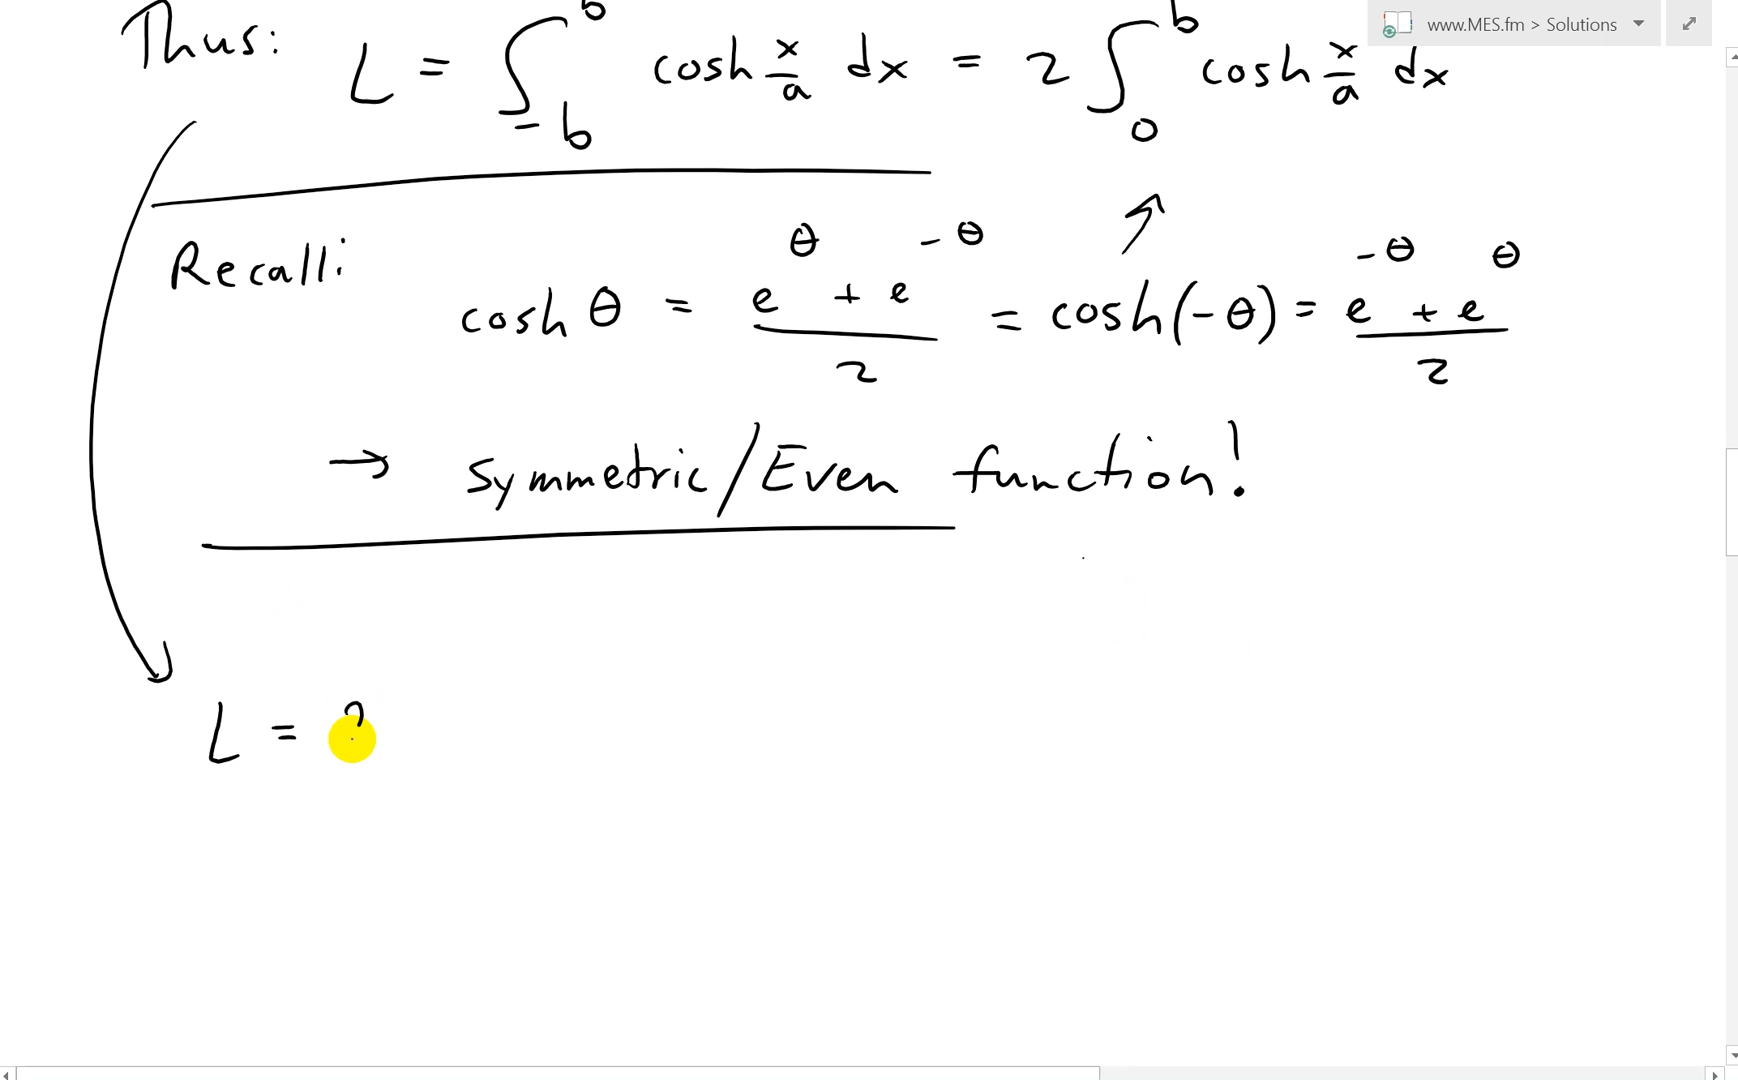 www.MES.fm > Solutions
Thus: L = ∫_{-b}^{b} cosh x/a dx = 2 ∫_{0}^{b} cosh x/a dx
Recall:
cosh θ = (e^θ + e^{-θ})/2 = cosh(-θ) = (e^{-θ} + e^θ)/2
→ Symmetric/Even function!
L =